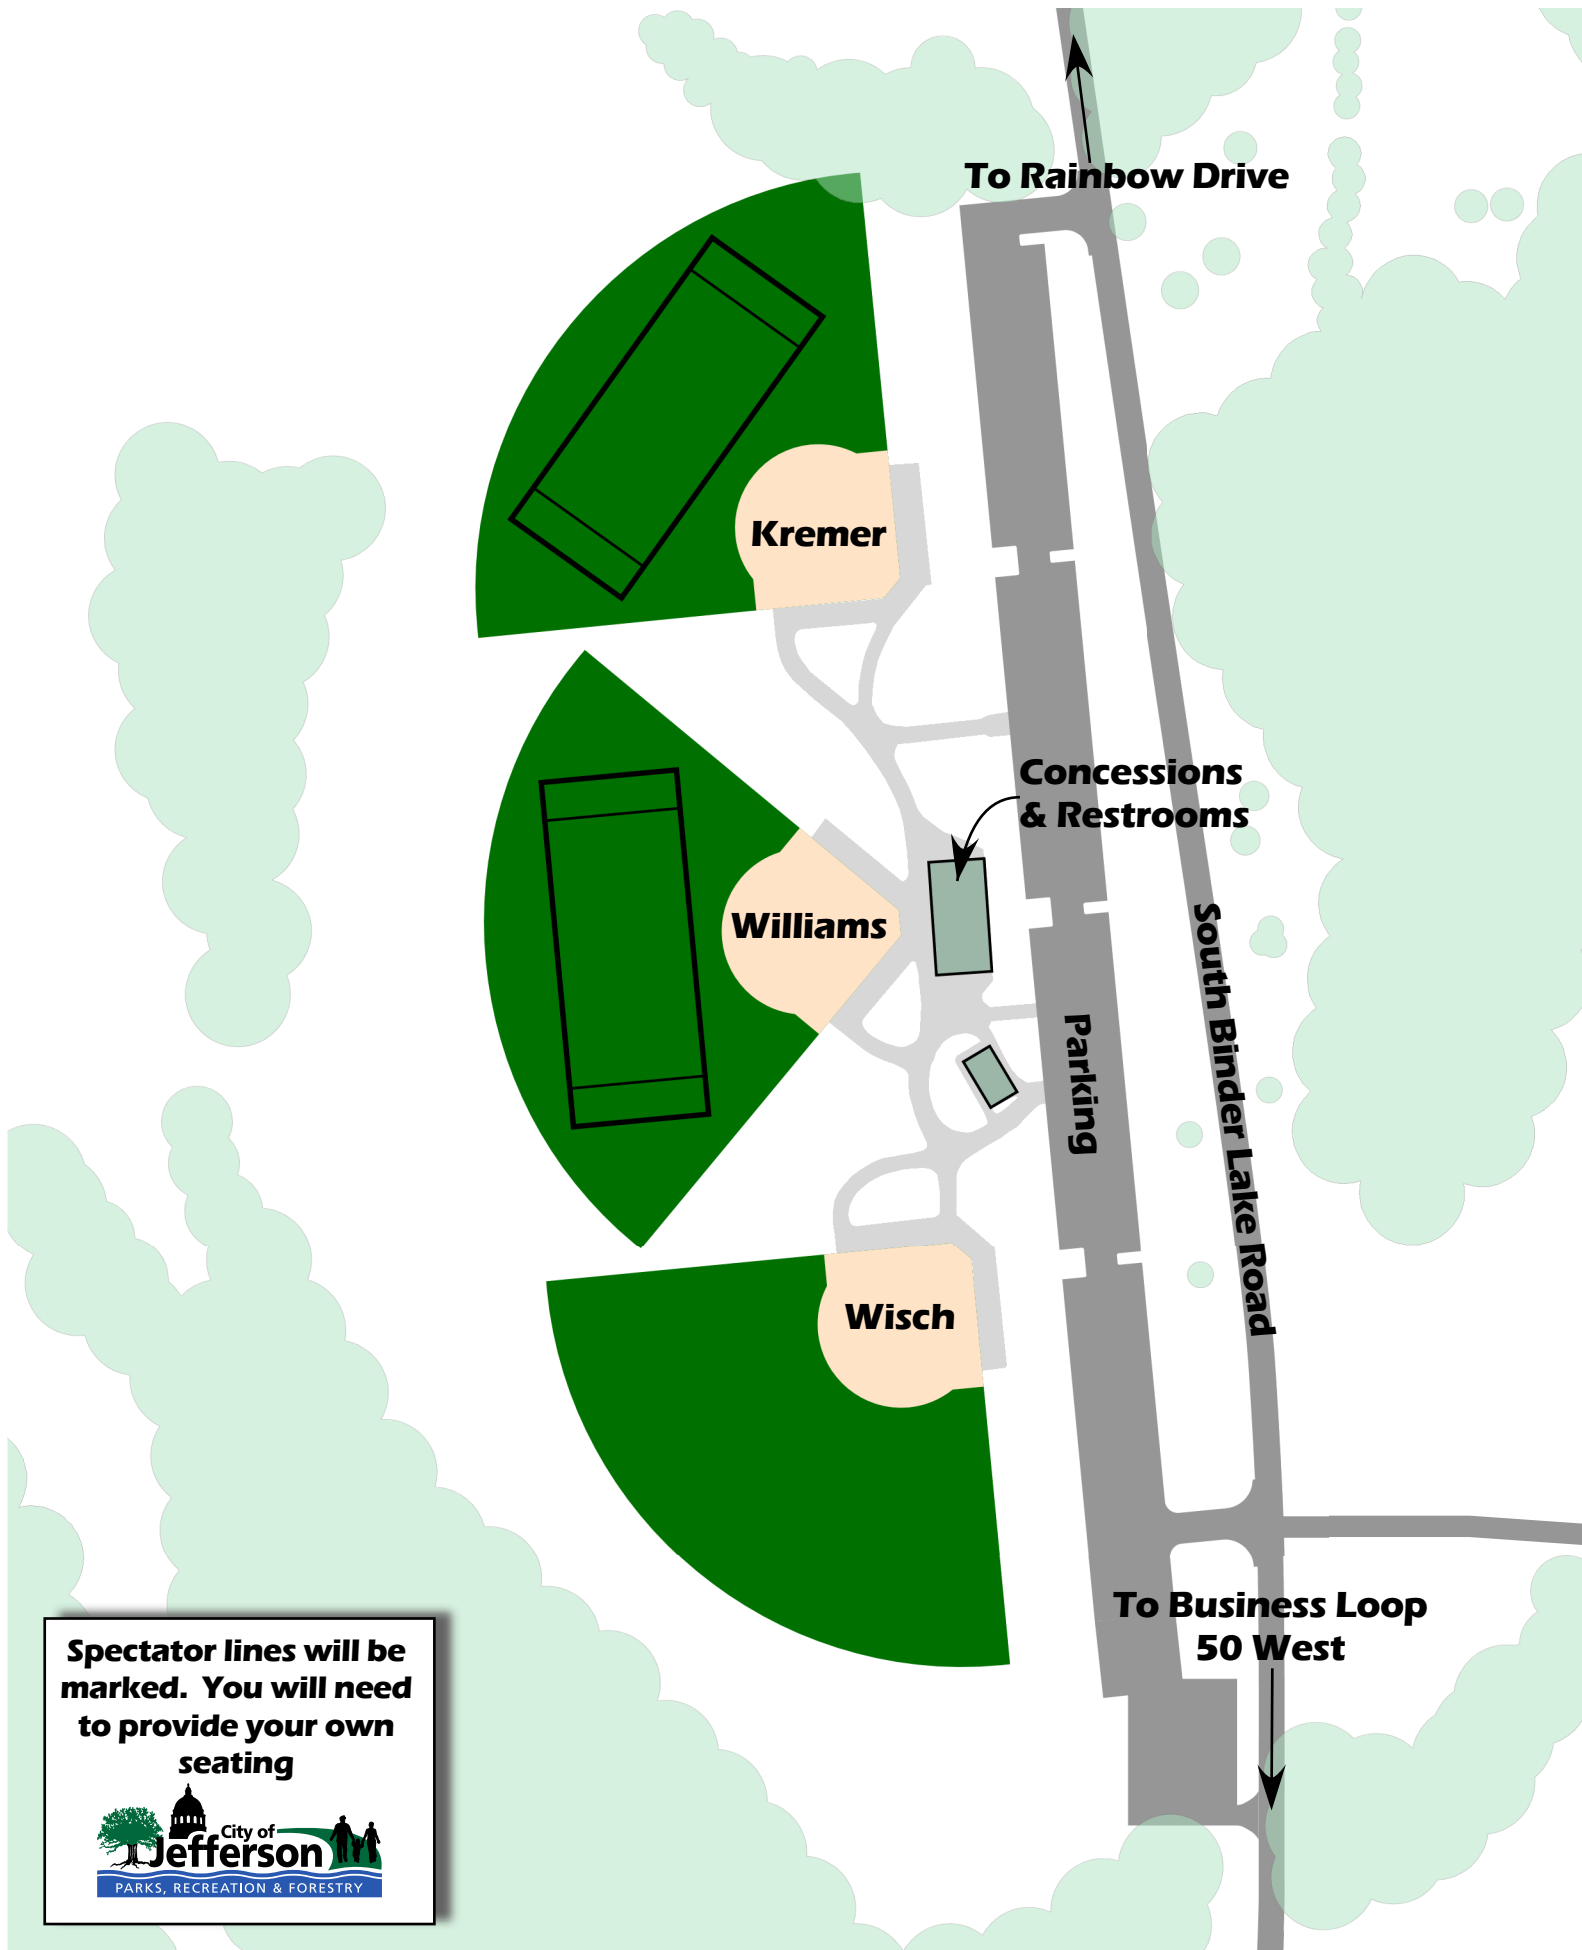 To Rainbow Drive
Kremer
Concessions
& Restrooms
Williams
South Binder Lake Road
Parking
Wisch
To Business Loop
50 West
Spectator lines will be
marked.  You will need
to provide your own
seating
City of
Jefferson
PARKS, RECREATION & FORESTRY